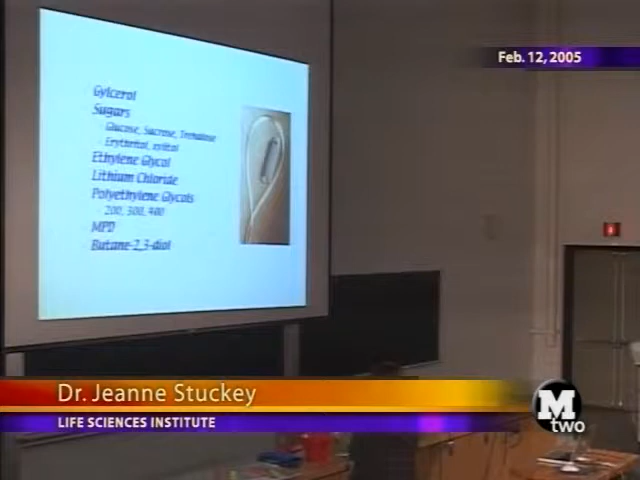 Feb. 12, 2005
Gylcerol
Sugars
Glucose, Sucrose, Trehalose
Erythritol, xylitol
Ethylene Glycol
Lithium Chloride
Polyethylene Glycols
200, 300, 400
MPD
Butane-2,3-diol
Dr. Jeanne Stuckey
LIFE SCIENCES INSTITUTE
M
two